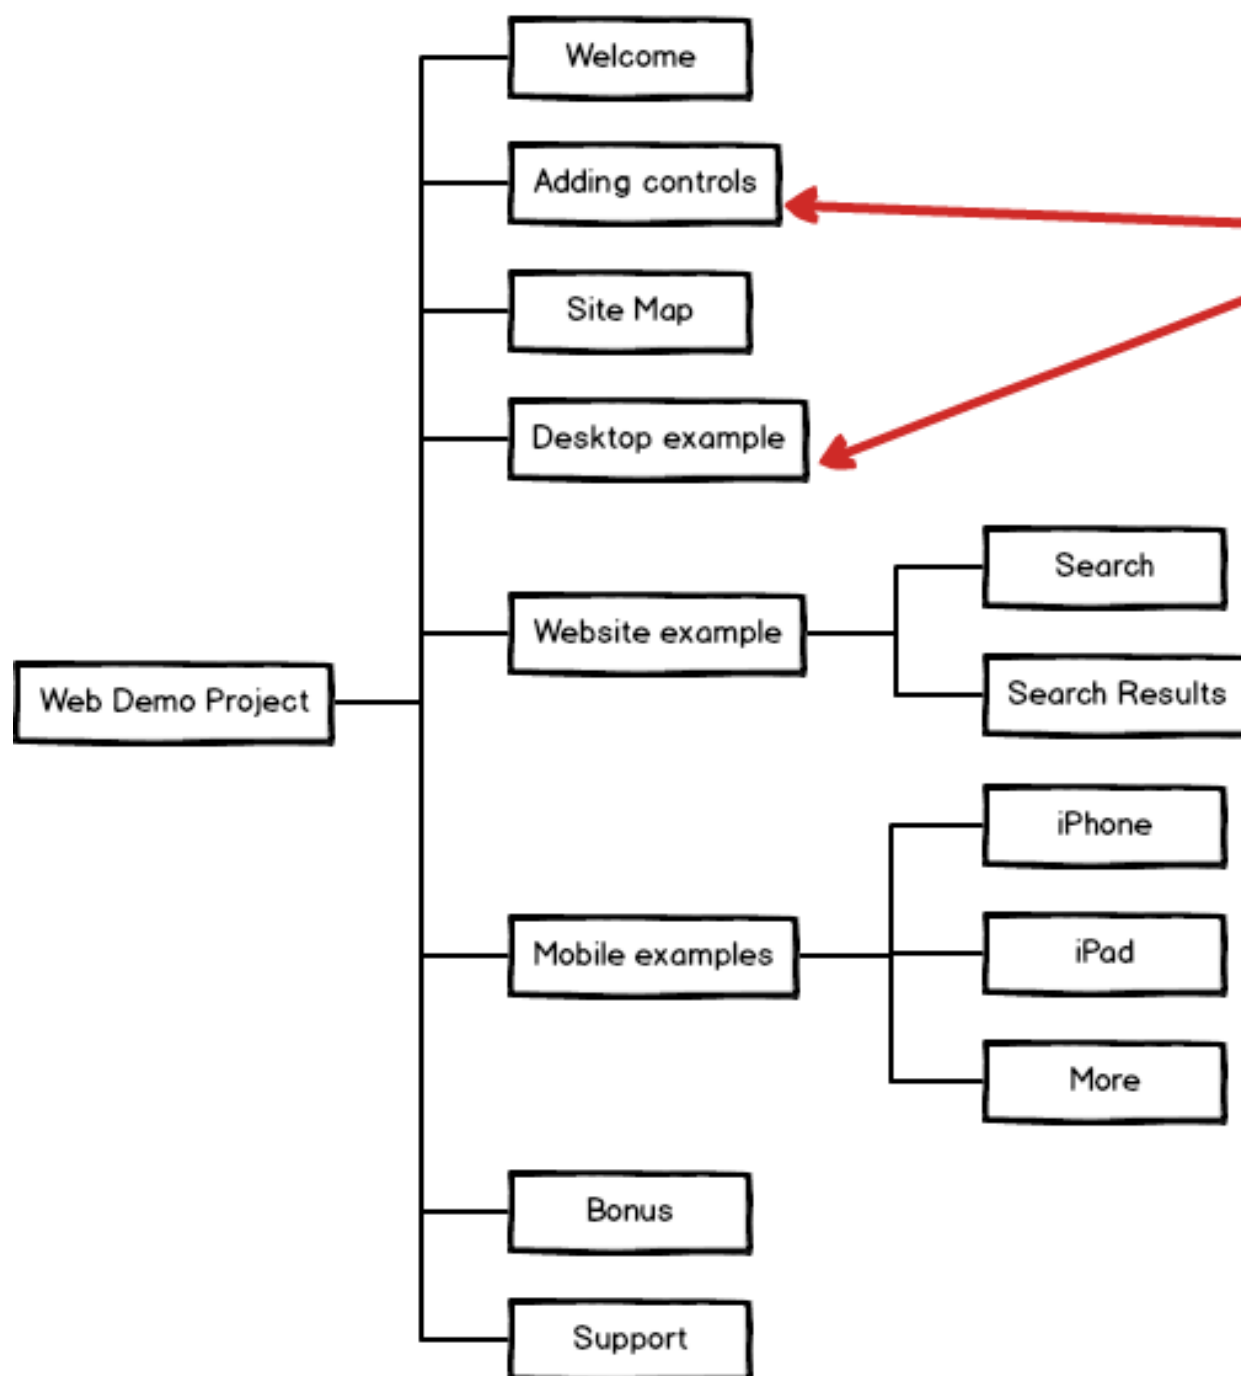 Welcome
Adding controls
Site Map
Desktop example
Search
Website example
Search Results
Web Demo Project
iPhone
Mobile examples
iPad
More
Bonus
Support